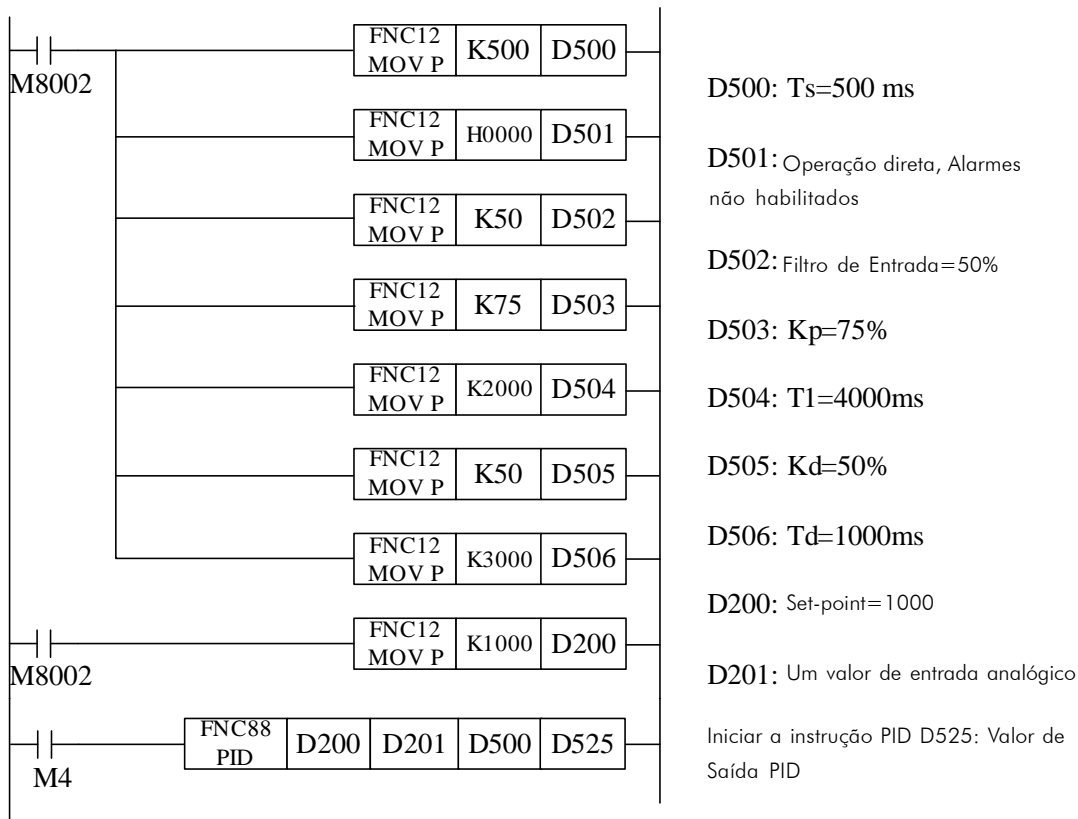 FNC12
MOV P K500 D500
M8002
D500: Ts=500 ms
FNC12
MOV P H0000 D501
D501: Operação direta, Alarmes
não habilitados
FNC12
MOV P K50 D502
D502: Filtro de Entrada=50%
FNC12
MOV P K75 D503
D503: Kp=75%
FNC12
MOV P K2000 D504
D504: T1=4000ms
FNC12
MOV P K50 D505
D505: Kd=50%
FNC12
MOV P K3000 D506
D506: Td=1000ms
D200: Set-point=1000
FNC12
MOV P K1000 D200
M8002
D201: Um valor de entrada analógico
FNC88
PID D200 D201 D500 D525
M4
Iniciar a instrução PID D525: Valor de
Saída PID